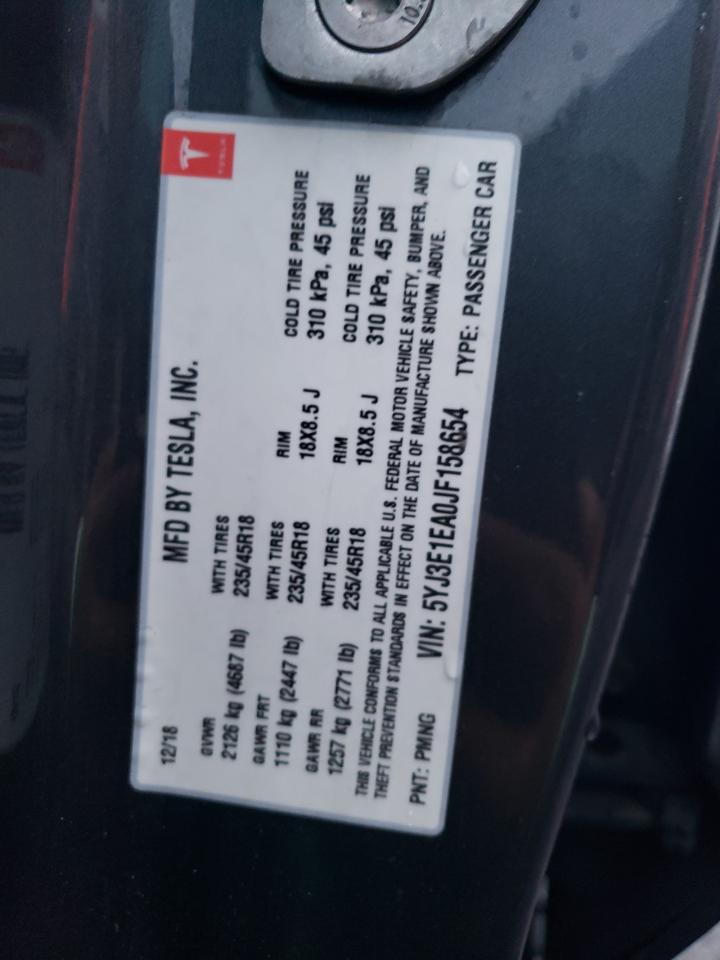 10.
TESLA
12/18
MFD BY TESLA, INC.
GVWR
2126 kg (4687 lb)
WITH TIRES
235/45R18
GAWR FRT
1110 kg (2447 lb)
WITH TIRES
235/45R18
RIM
18X8.5 J
COLD TIRE PRESSURE
310 kPa, 45 psi
GAWR RR
1257 kg (2771 lb)
WITH TIRES
235/45R18
RIM
18X8.5 J
COLD TIRE PRESSURE
310 kPa, 45 psi
THIS VEHICLE CONFORMS TO ALL APPLICABLE U.S. FEDERAL MOTOR VEHICLE SAFETY, BUMPER, AND
THEFT PREVENTION STANDARDS IN EFFECT ON THE DATE OF MANUFACTURE SHOWN ABOVE.
PNT: PMNG VIN: 5YJ3E1EA0JF158654 TYPE: PASSENGER CAR